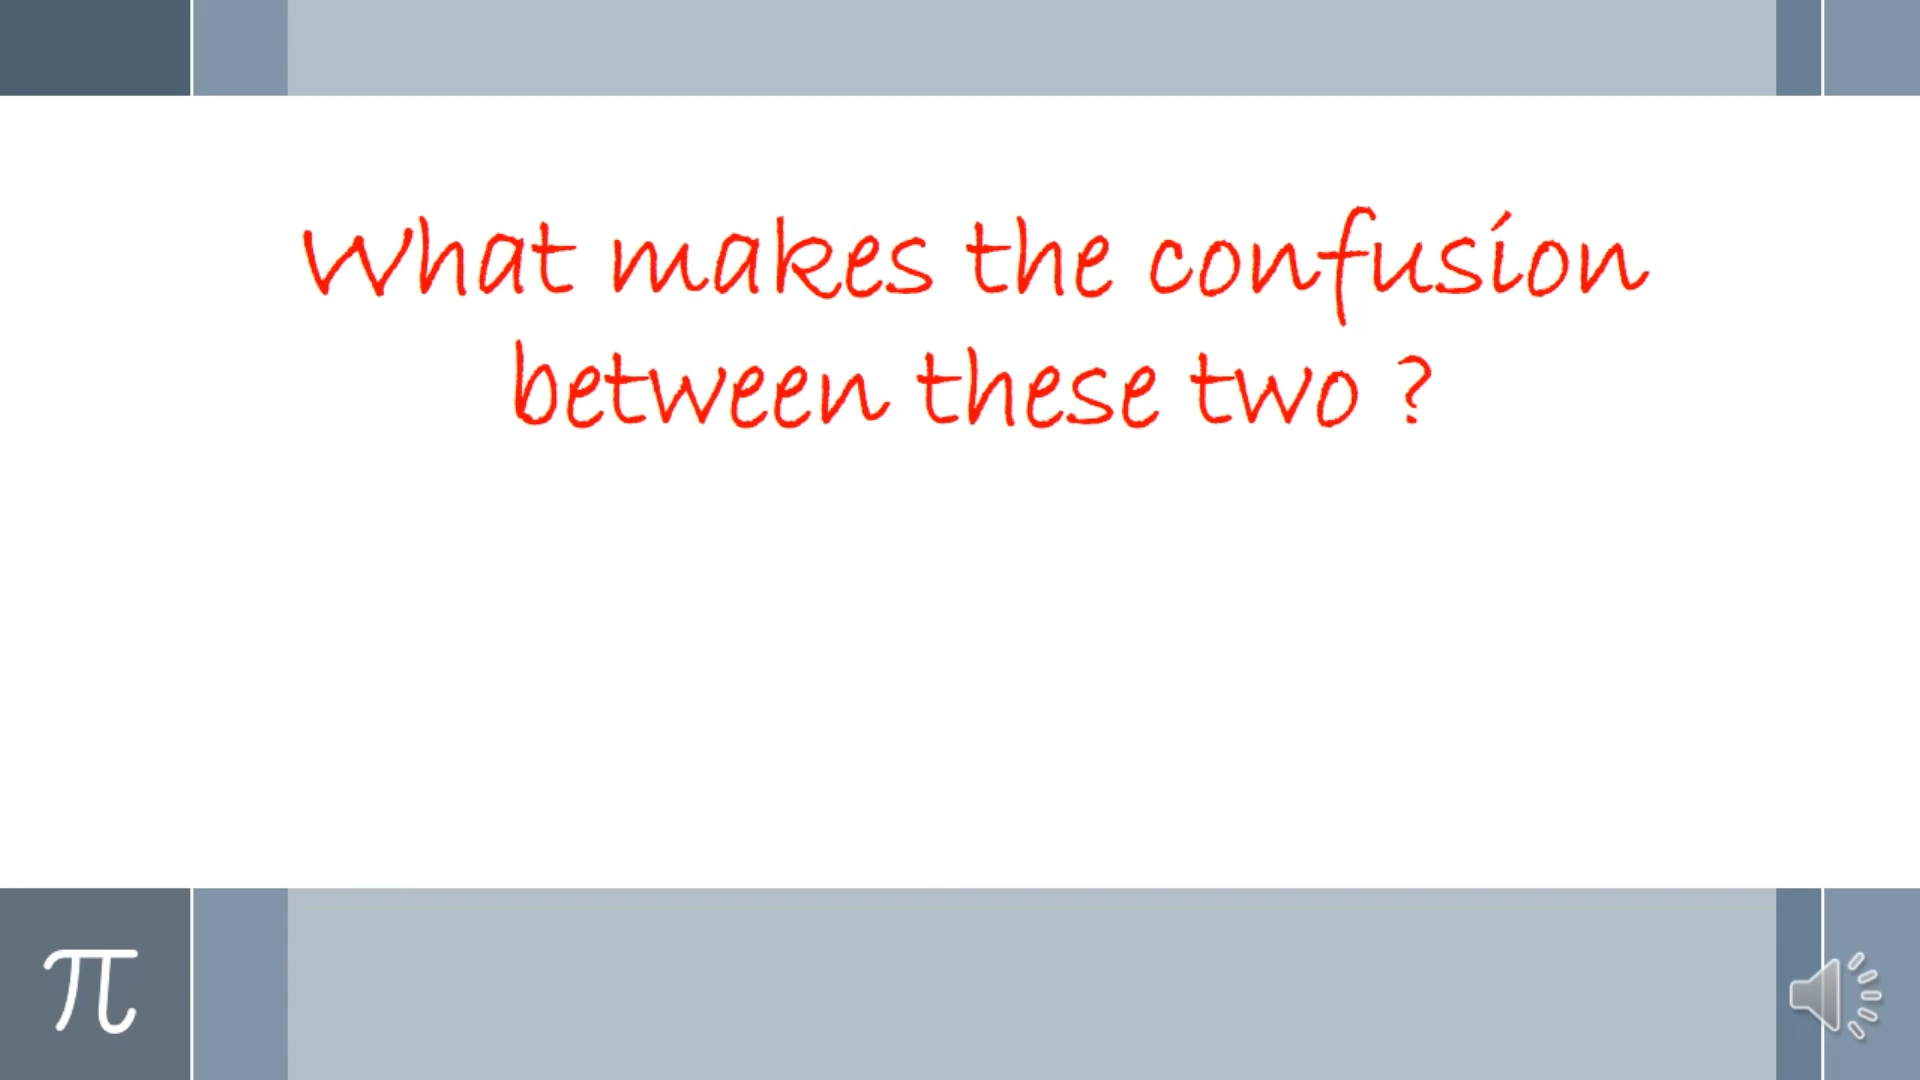 What makes the confusion
between these two ?
π